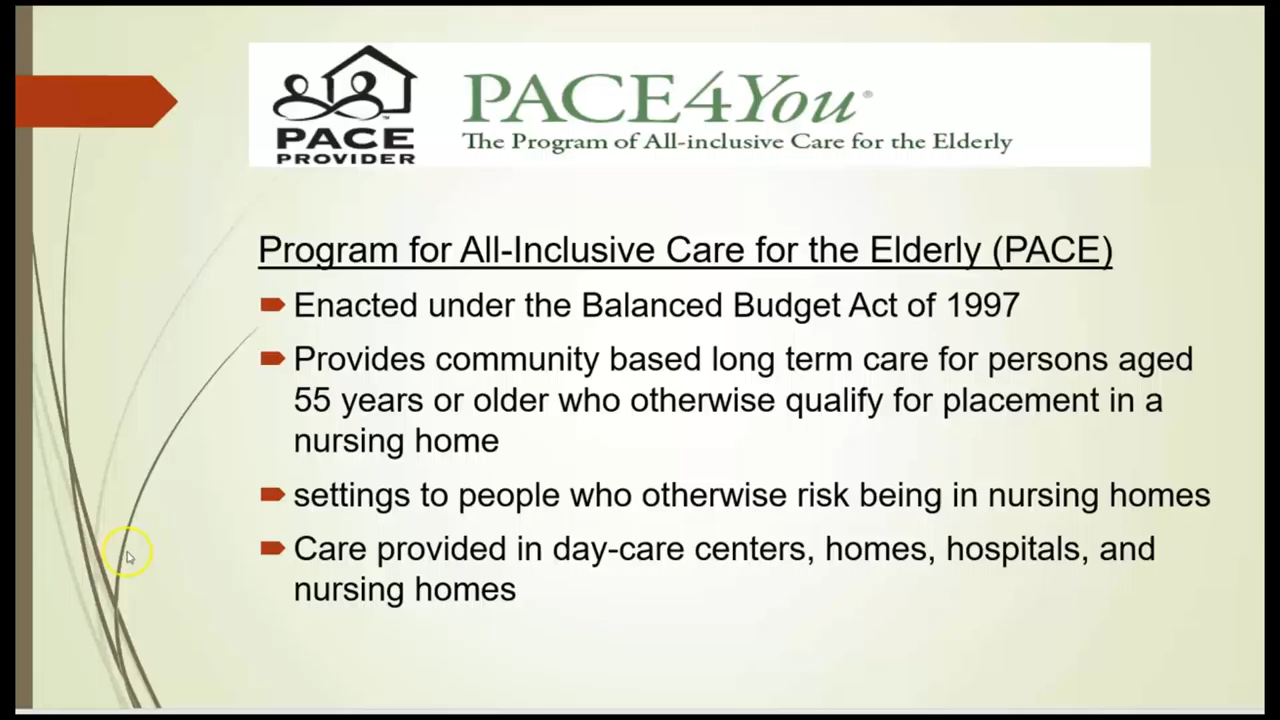 PACE
PROVIDER
PACE4You®
The Program of All-inclusive Care for the Elderly
Program for All-Inclusive Care for the Elderly (PACE)
Enacted under the Balanced Budget Act of 1997
Provides community based long term care for persons aged
55 years or older who otherwise qualify for placement in a
nursing home
settings to people who otherwise risk being in nursing homes
Care provided in day-care centers, homes, hospitals, and
nursing homes